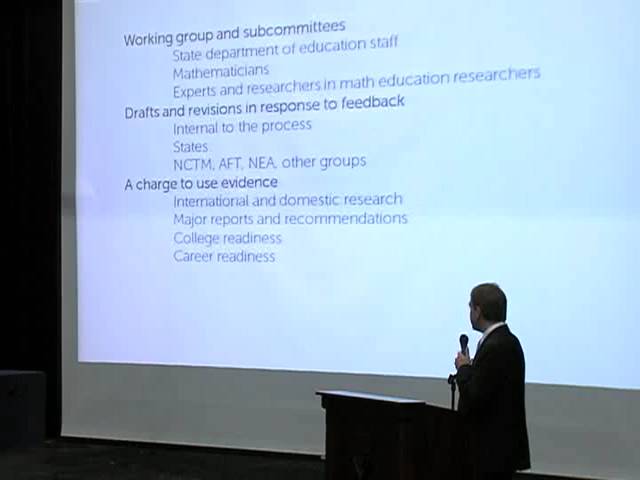 Working group and subcommittees
State department of education staff
Mathematicians
Experts and researchers in math education researchers
Drafts and revisions in response to feedback
Internal to the process
States
NCTM, AFT, NEA, other groups
A charge to use evidence
International and domestic research
Major reports and recommendations
College readiness
Career readiness